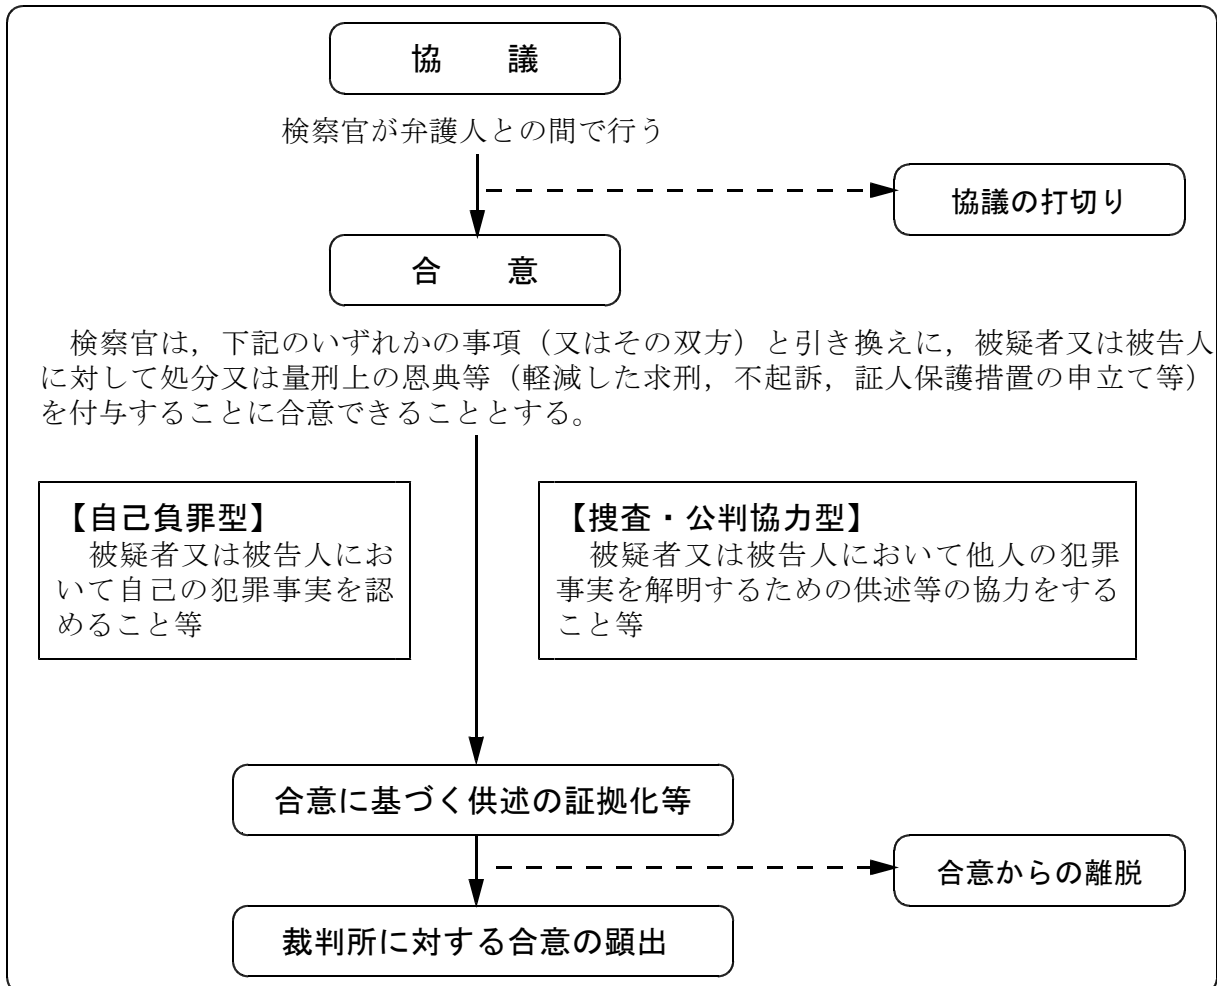 協　　議
検察官が弁護人との間で行う
協議の打切り
合　　意
　検察官は，下記のいずれかの事項（又はその双方）と引き換えに，被疑者又は被告人
に対して処分又は量刑上の恩典等（軽減した求刑，不起訴，証人保護措置の申立て等）
を付与することに合意できることとする。
【自己負罪型】
　被疑者又は被告人にお
いて自己の犯罪事実を認
めること等
【捜査・公判協力型】
　被疑者又は被告人において他人の犯罪
事実を解明するための供述等の協力をする
こと等
合意に基づく供述の証拠化等
合意からの離脱
裁判所に対する合意の顕出